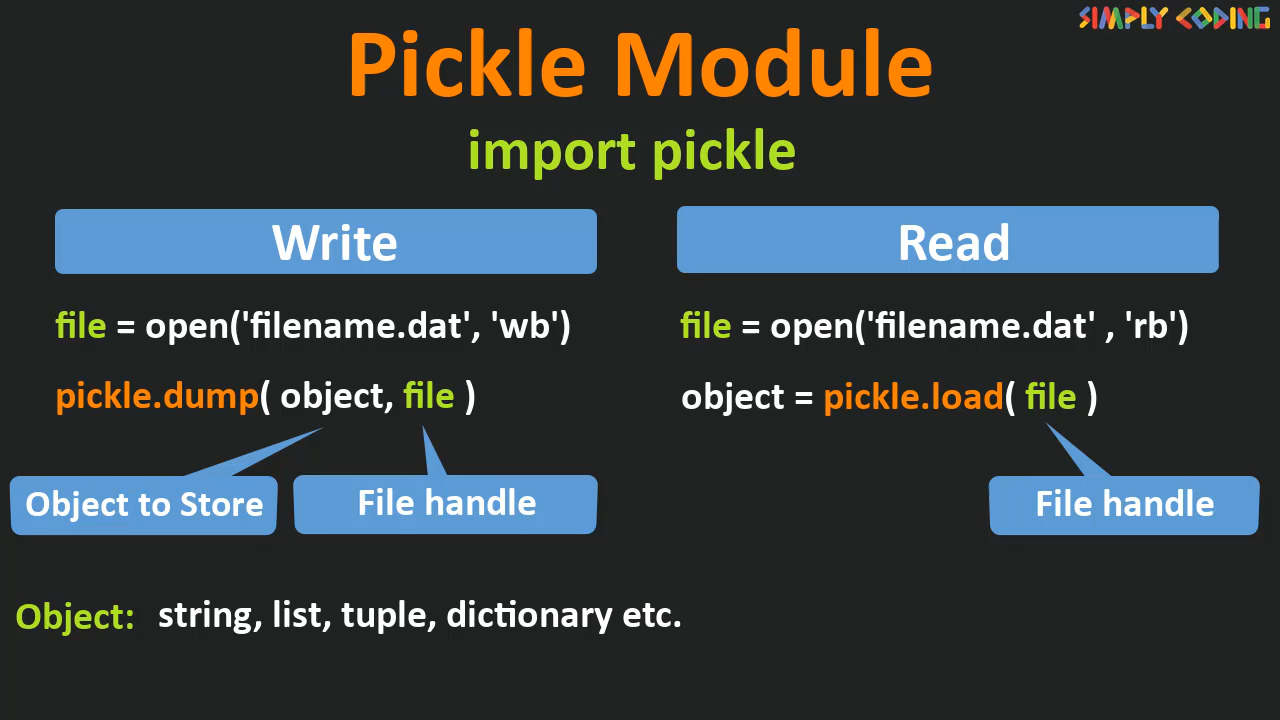 SIMPLY CODING
Pickle Module
import pickle
Write
file = open('filename.dat', 'wb')
pickle.dump( object, file )
Object to Store
File handle
Read
file = open('filename.dat' , 'rb')
object = pickle.load( file )
File handle
Object: string, list, tuple, dictionary etc.